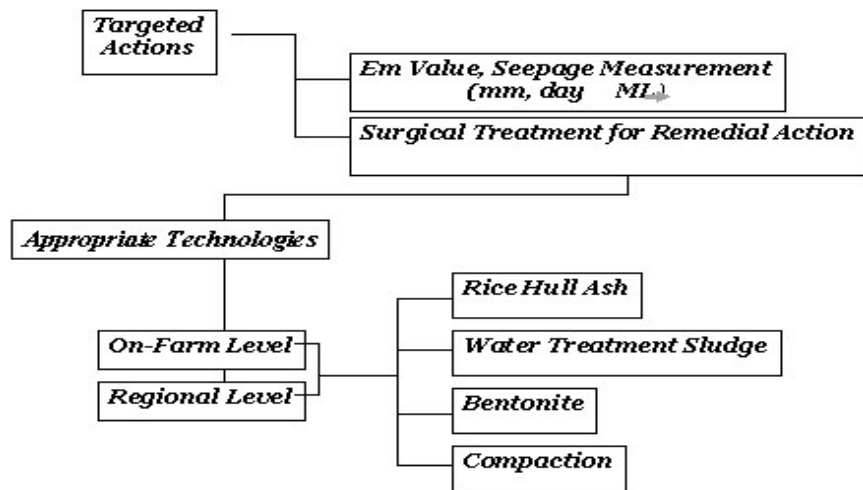 Targeted
Actions
Em Value, Seepage Measurement
(mm, day ML)
Surgical Treatment for Remedial Action
Appropriate Technologies
On-Farm Level
Regional Level
Rice Hull Ash
Water Treatment Sludge
Bentonite
Compaction